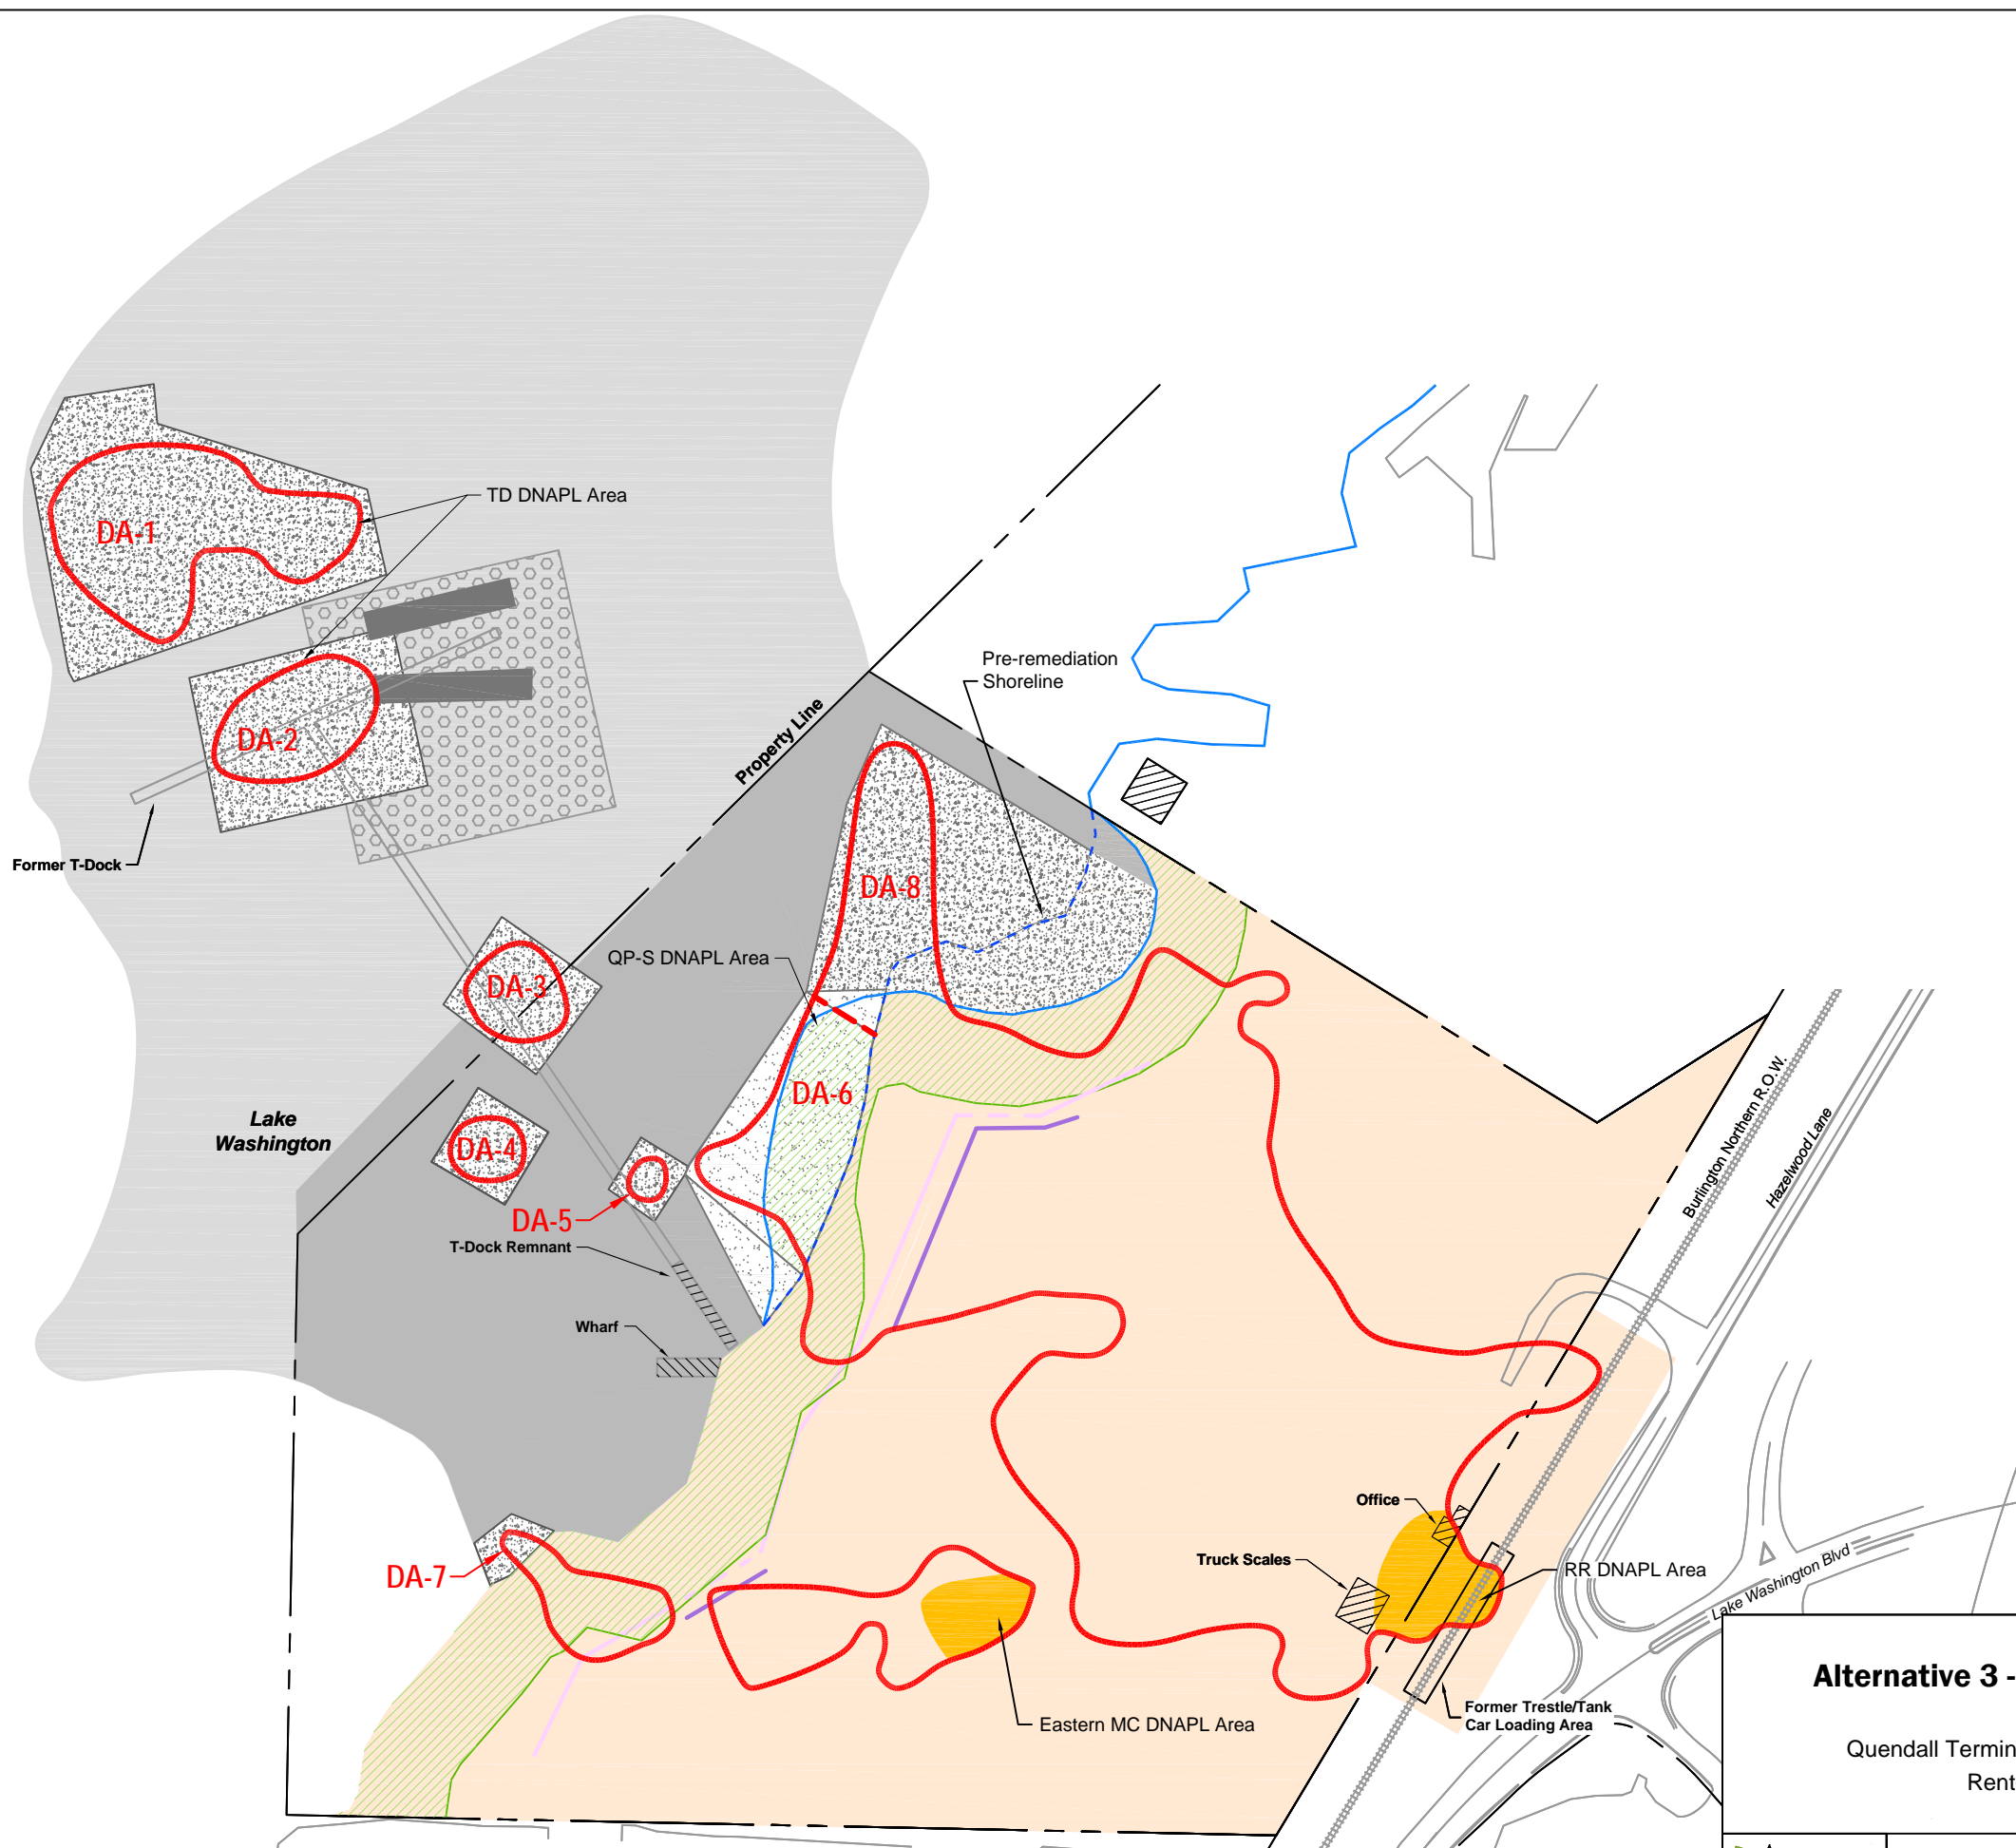 DA-1
TD DNAPL Area
DA-2
Pre-remediation
Shoreline
Property Line
Former T-Dock
DA-8
QP-S DNAPL Area
DA-3
DA-6
Lake
Washington
DA-4
DA-5
T-Dock Remnant
Wharf
Burlington Northern R.O.W.
Hazelwood Lane
Office
Truck Scales
RR DNAPL Area
Lake Washington Blvd
DA-7
Eastern MC DNAPL Area
Former Trestle/Tank
Car Loading Area
Alternative 3 -
Quendall Termin
Rent